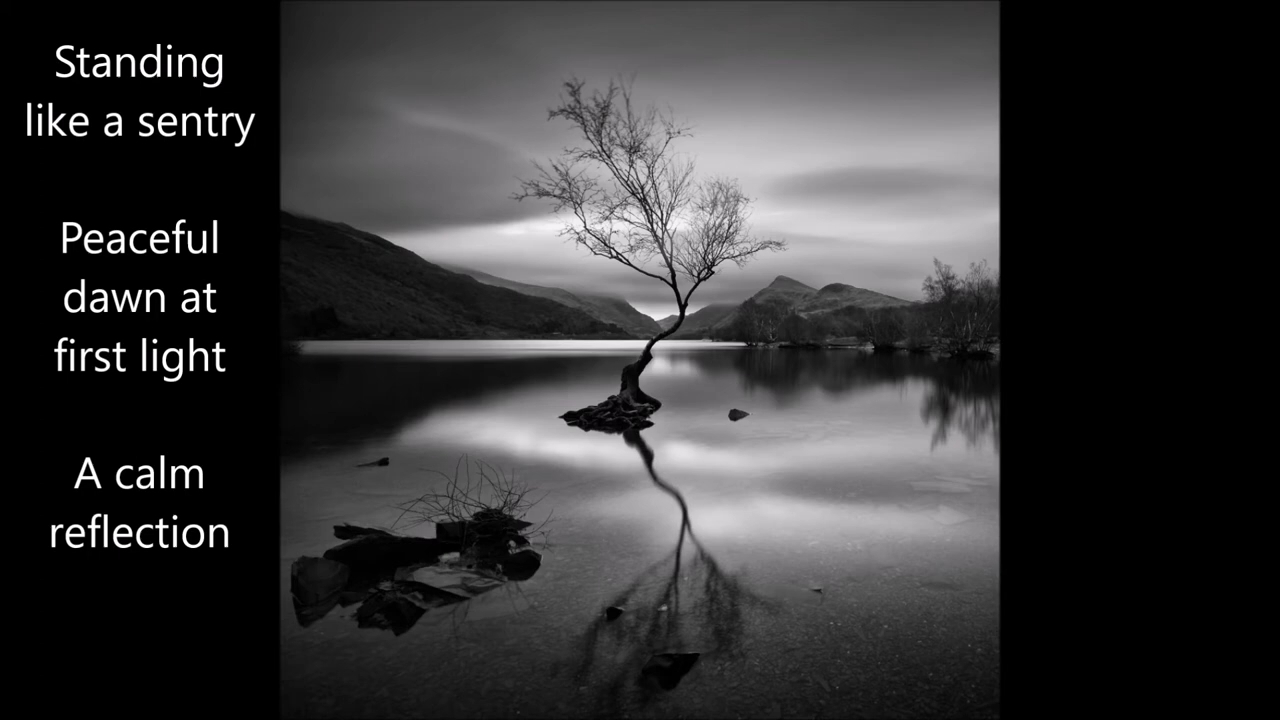 Standing
like a sentry
Peaceful
dawn at
first light
A calm
reflection